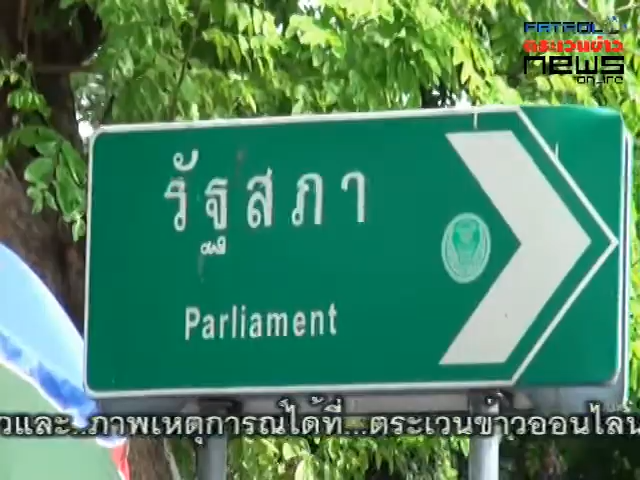 PATROL
ตระเวนข่าว
news
on_irc
รัฐสภา
Parliament
วและ..ภาพเหตุการณ์ได้ที่...ตระเวนข่าวออนไลน